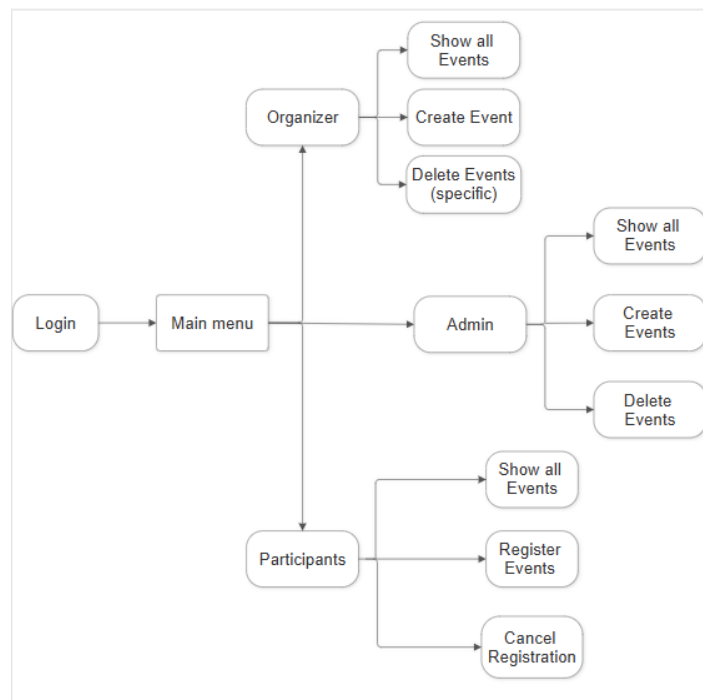 Show all
Events
Organizer
Create Event
Delete Events
(specific)
Show all
Events
Login
Main menu
Admin
Create
Events
Delete
Events
Show all
Events
Participants
Register
Events
Cancel
Registration